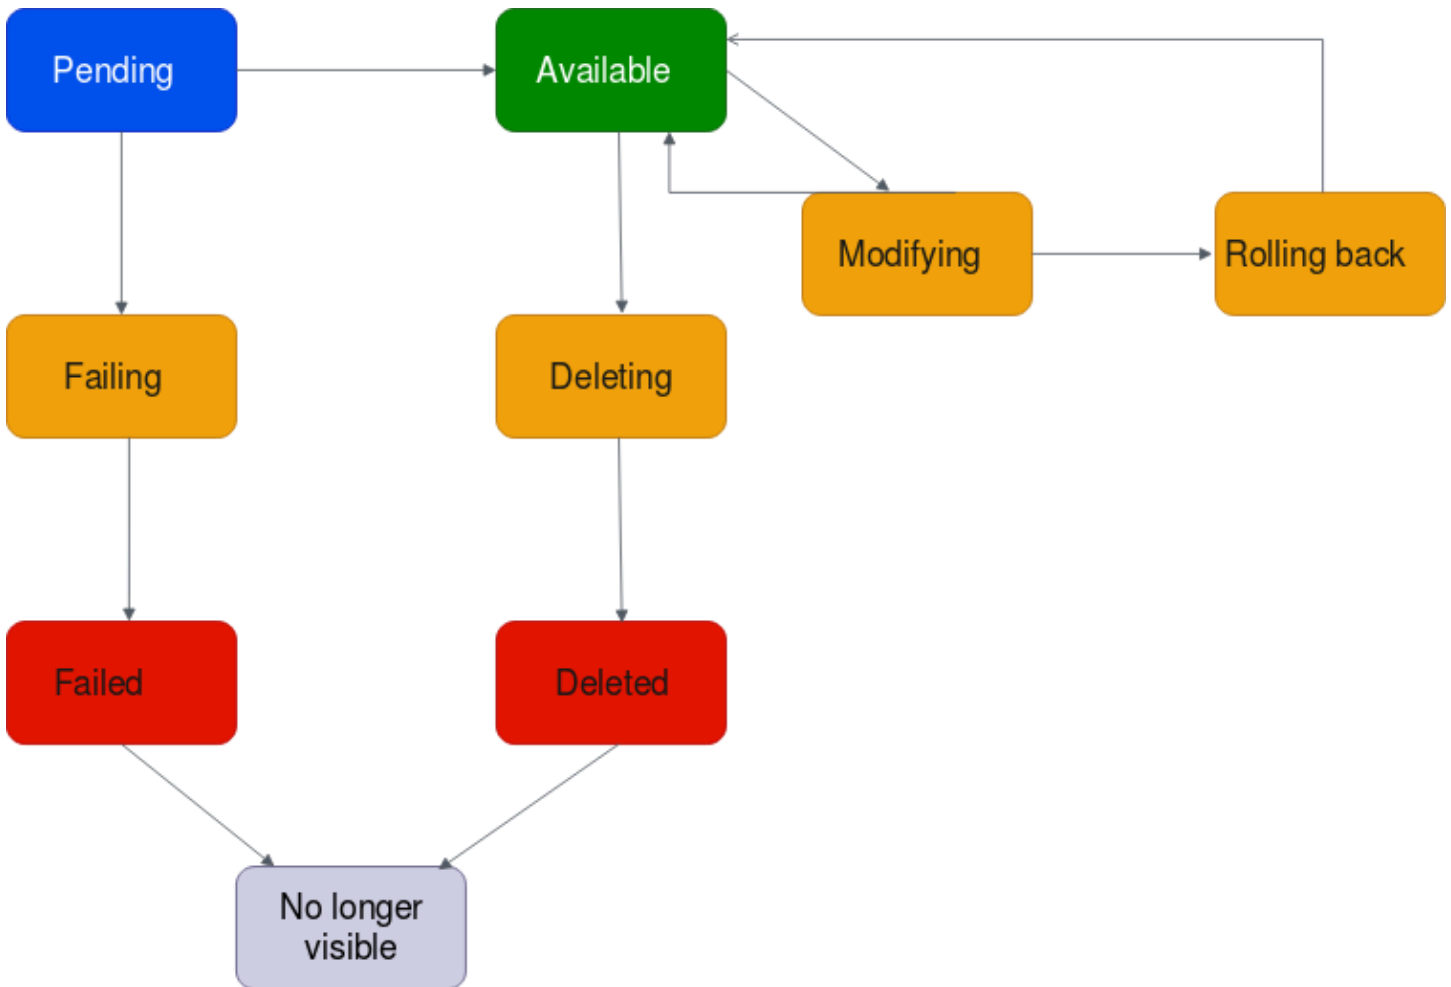 Pending
Available
Modifying
Rolling back
Failing
Deleting
Failed
Deleted
No longer
visible